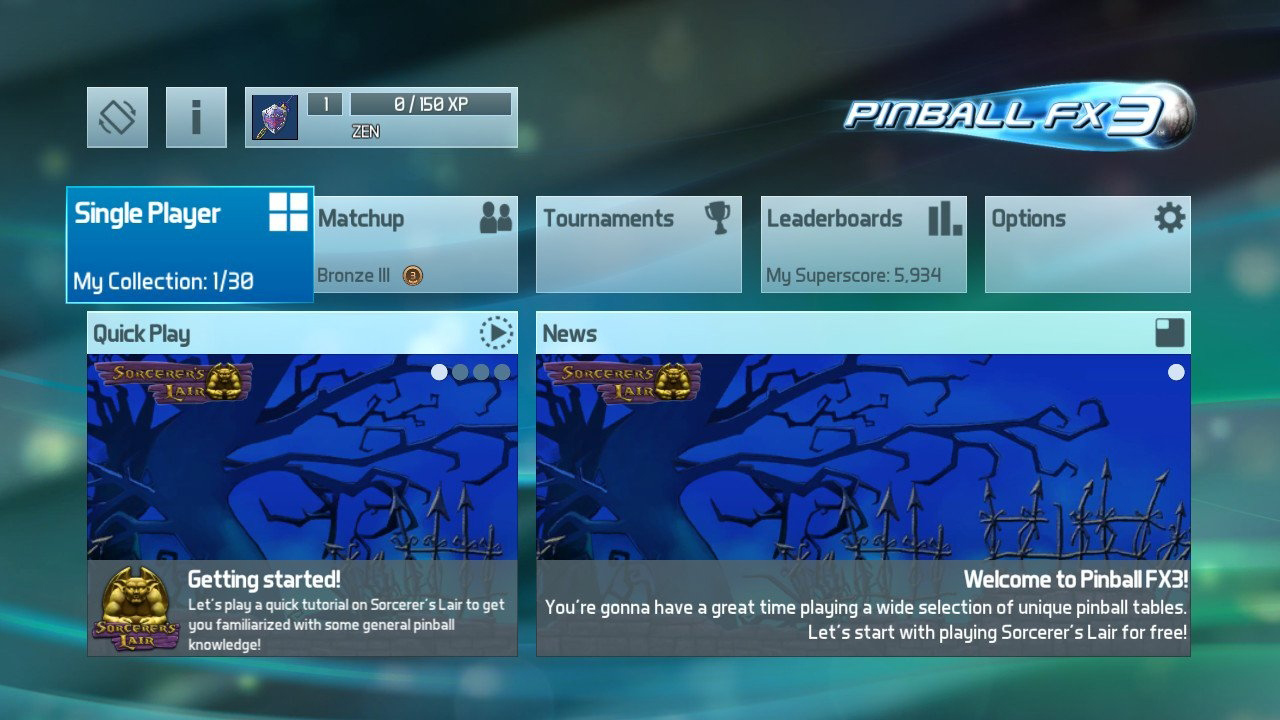 1
0 / 150 XP
ZEN
PINBALL FX3
Single Player
My Collection: 1/30
Matchup
Bronze III 3
Tournaments
Leaderboards
My Superscore: 5,934
Options
Quick Play
SORCERER'S
LAIR
Getting started!
Let's play a quick tutorial on Sorcerer's Lair to get
you familiarized with some general pinball
knowledge!
SORCERER'S
LAIR
News
SORCERER'S
LAIR
Welcome to Pinball FX3!
You're gonna have a great time playing a wide selection of unique pinball tables.
Let's start with playing Sorcerer's Lair for free!